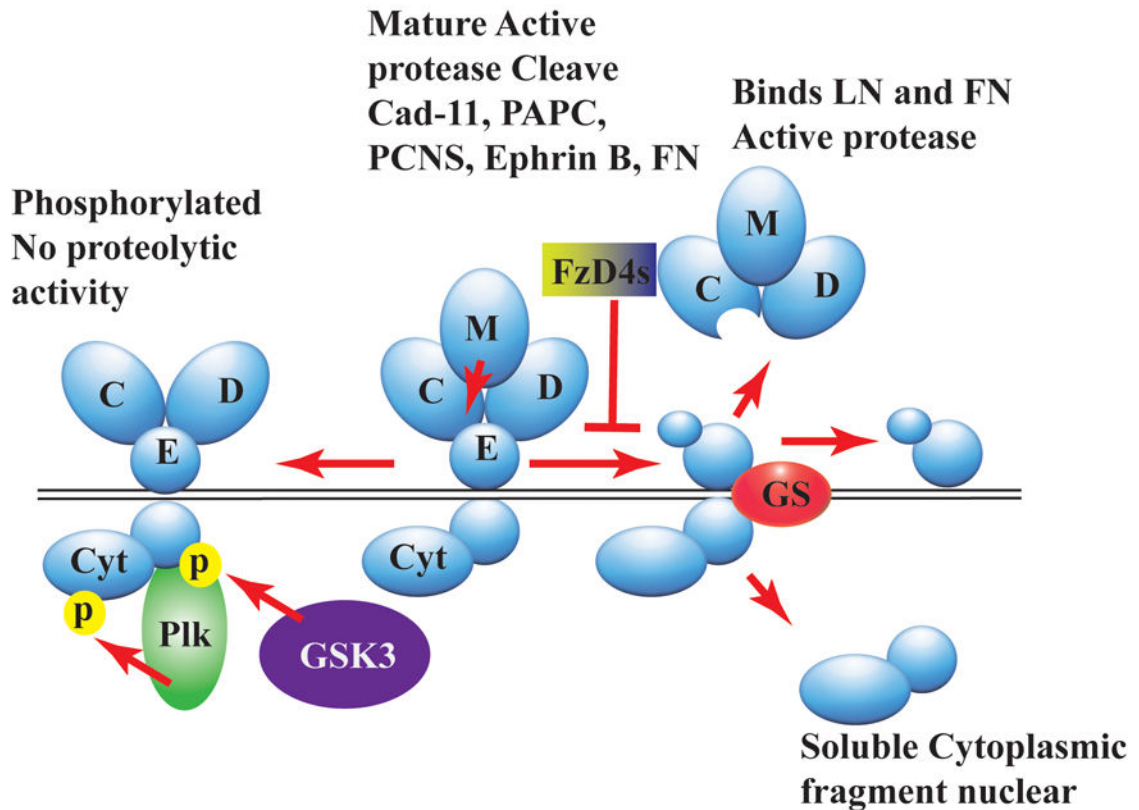 Mature Active
protease Cleave
Cad-11, PAPC,
PCNS, Ephrin B, FN
Binds LN and FN
Active protease
Phosphorylated
No proteolytic
activity
FzD4s
M
C
D
M
C
D
E
C
D
E
GS
Cyt
p
p
Plk
GSK3
Cyt
Soluble Cytoplasmic
fragment nuclear